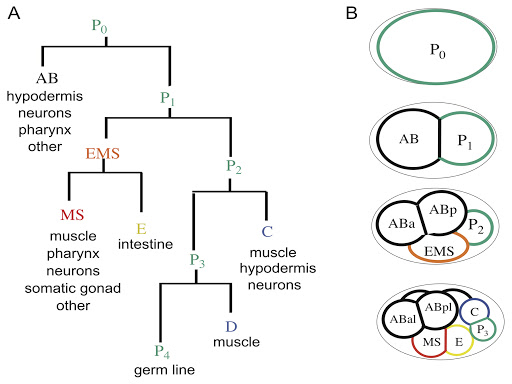 A
P0
AB
hypodermis
neurons
pharynx
other
P1
EMS
P2
MS
muscle
pharynx
neurons
somatic gonad
other
E
intestine
C
muscle
hypodermis
neurons
P3
D
muscle
P4
germ line
B
P0
AB P1
ABa ABp P2
EMS
ABal ABpl C
P3
MS E